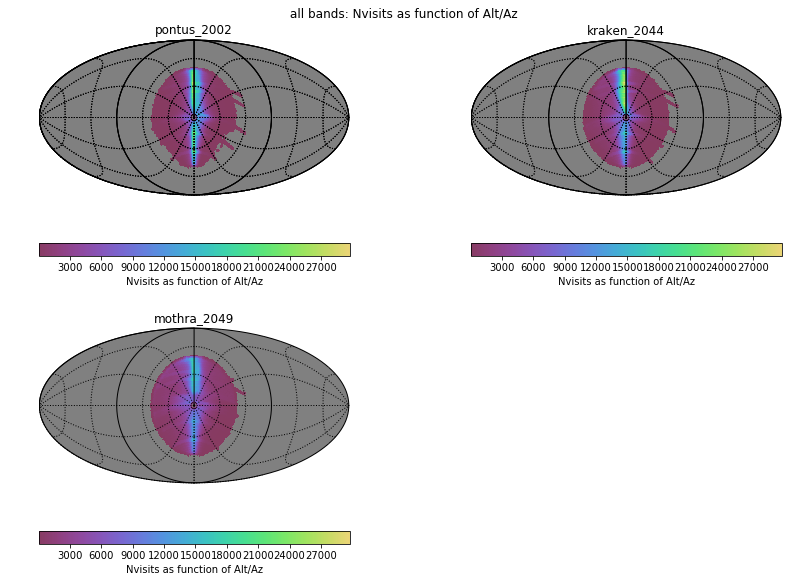 all bands: Nvisits as function of Alt/Az
pontus_2002
kraken_2044
3000 6000 9000 12000 15000 18000 21000 24000 27000
Nvisits as function of Alt/Az
3000 6000 9000 12000 15000 18000 21000 24000 27000
Nvisits as function of Alt/Az
mothra_2049
3000 6000 9000 12000 15000 18000 21000 24000 27000
Nvisits as function of Alt/Az